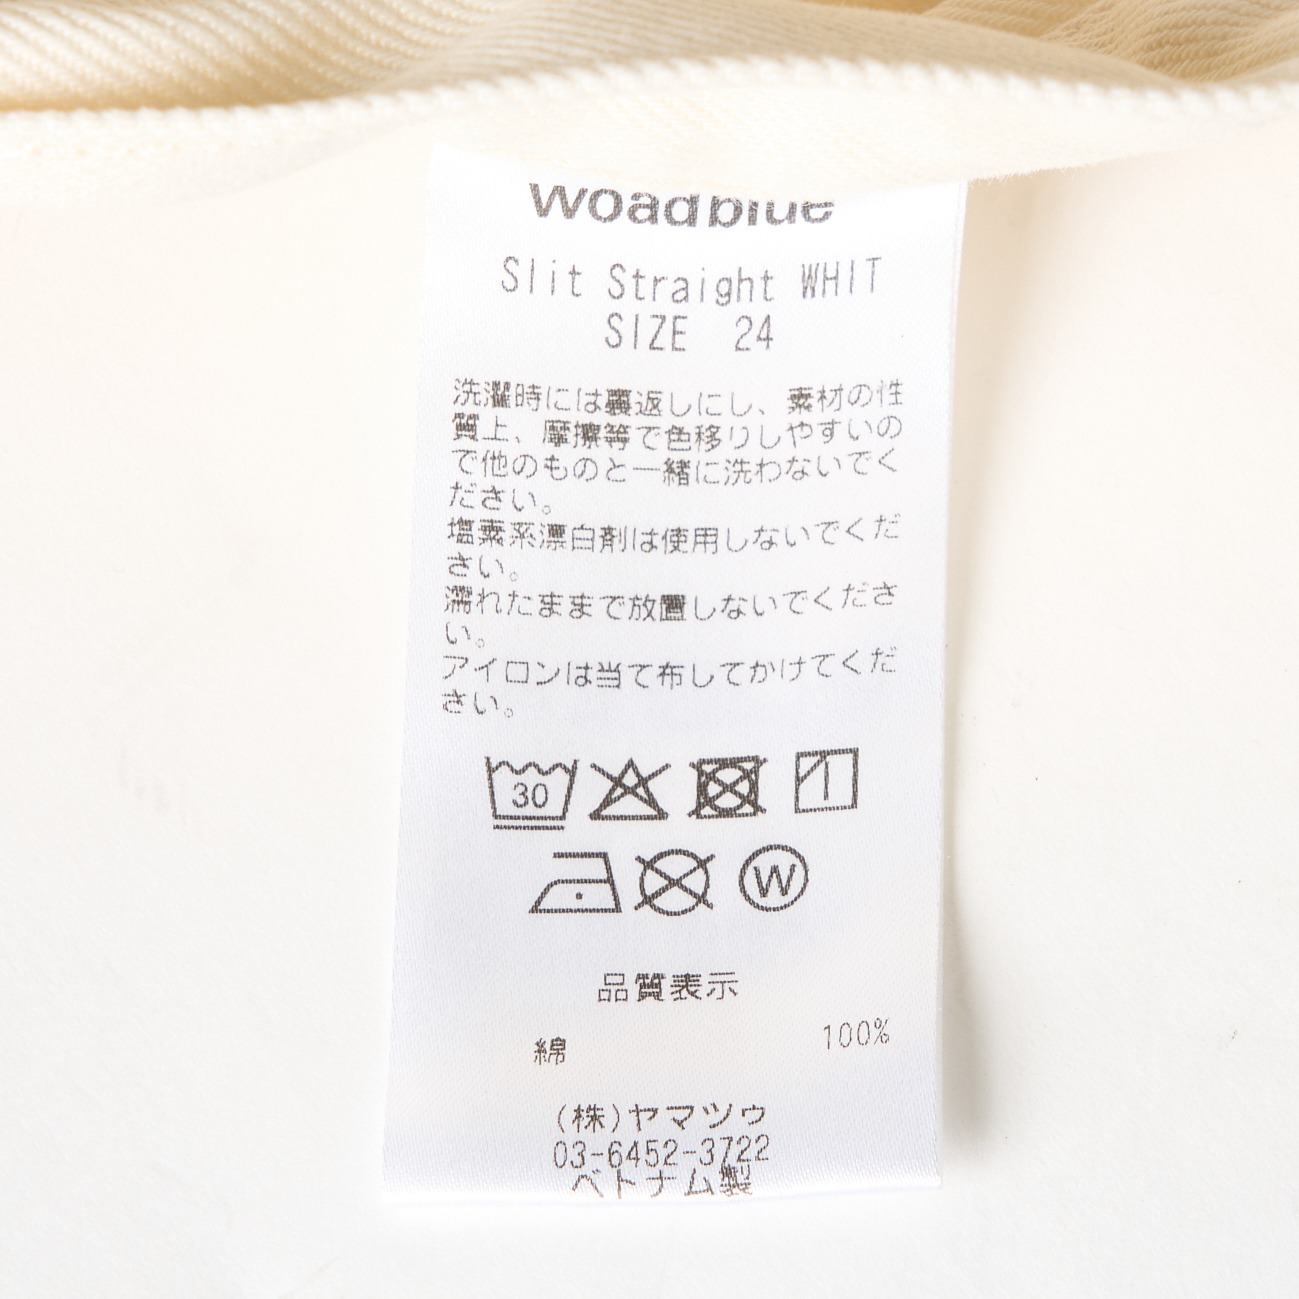 woadblue
Slit Straight WHIT
SIZE 24
洗濯時には裏返しにし、素材の性
質上、摩擦等で色移りしやすいの
で他のものと一緒に洗わないでく
ださい。
塩素系漂白剤は使用しないでくだ
さい。
濡れたままで放置しないでくださ
い。
アイロンは当て布してかけてくだ
さい。
30
W
品質表示
綿 100%
(株)ヤマツゥ
03-6452-3722
ベトナム製